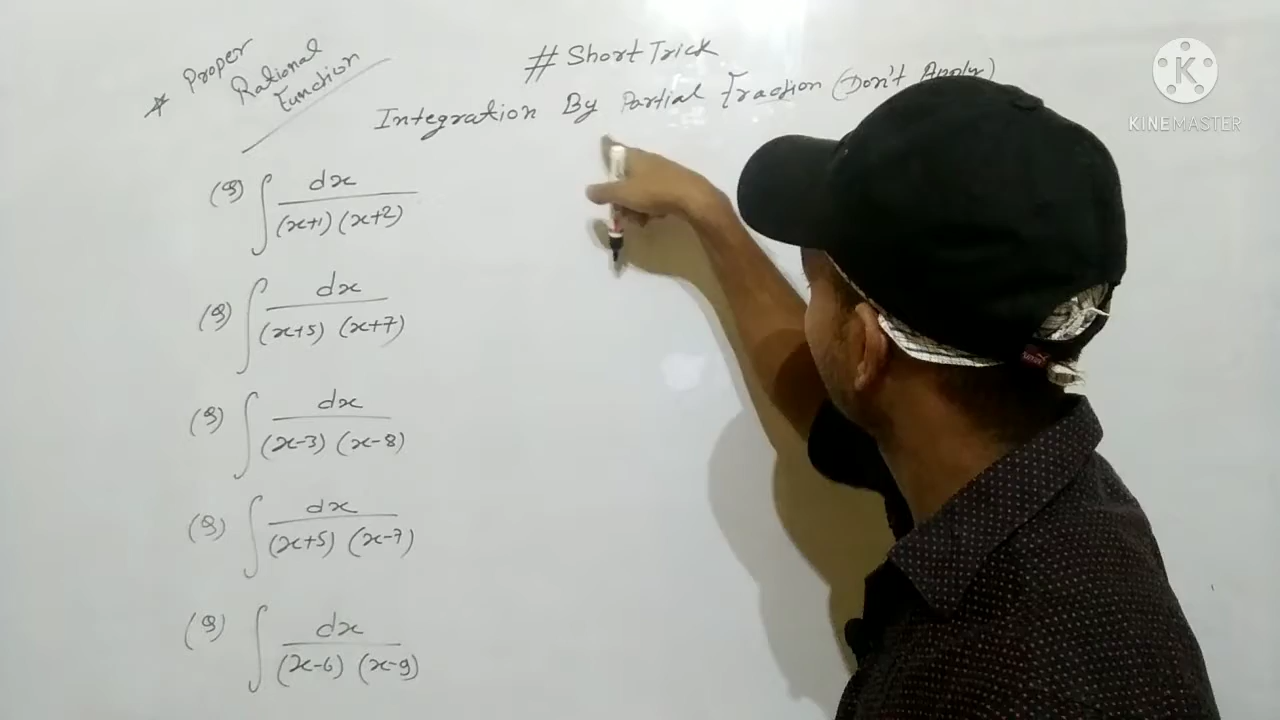 * Proper
Rational
Function
# Short Trick
Integration By Partial Fraction (Don't Apply)
(Q) ∫ dx / (x+1) (x+2)
(Q) ∫ dx / (x+5) (x+7)
(Q) ∫ dx / (x-3) (x-8)
(Q) ∫ dx / (x+5) (x-7)
(Q) ∫ dx / (x-6) (x-9)
K
KINEMASTER